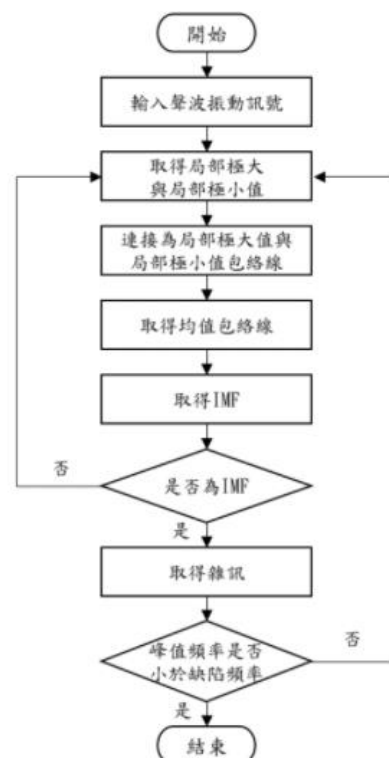 開始
輸入聲波振動訊號
取得局部極大
與局部極小值
連接為局部極大值與
局部極小值包絡線
取得均值包絡線
取得IMF
否
是否為IMF
是
取得雜訊
峰值頻率是否
小於缺陷頻率
否
是
結束